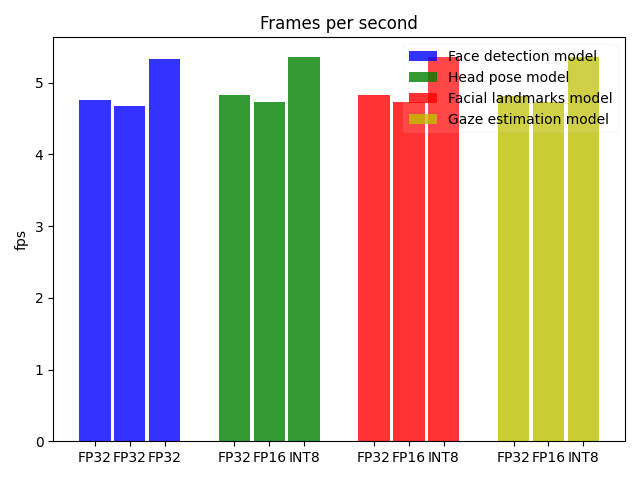 Frames per second
Face detection model
Head pose model
Facial landmarks model
Gaze estimation model
fps
5
4
3
2
1
0
FP32 FP32 FP32 FP32 FP16 INT8 FP32 FP16 INT8 FP32 FP16 INT8